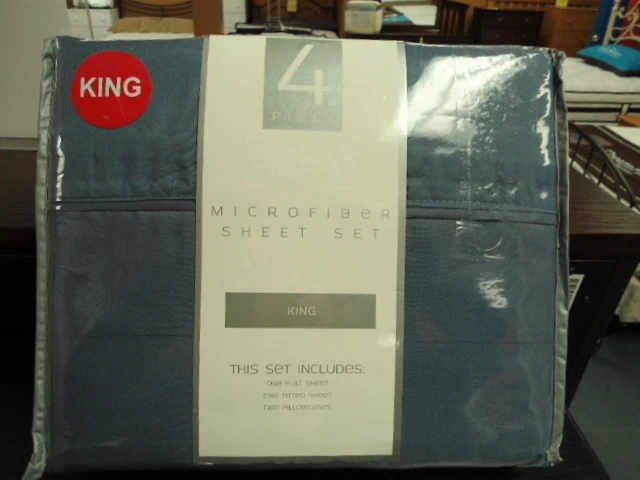 KING
4
PIECE
MICROFIBER
SHEET SET
KING
THIS SET INCLUDES:
ONE FLAT SHEET
ONE FITTED SHEET
TWO PILLOWCASES